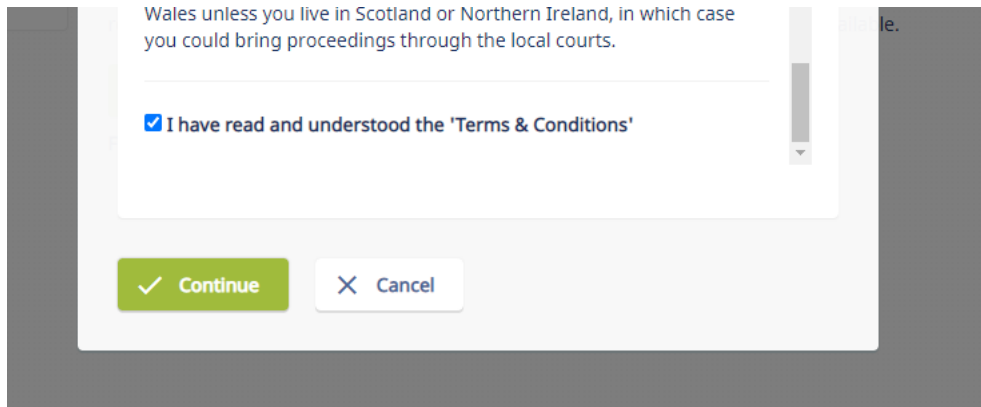 Wales unless you live in Scotland or Northern Ireland, in which case
you could bring proceedings through the local courts.
I have read and understood the 'Terms & Conditions'
Continue
Cancel